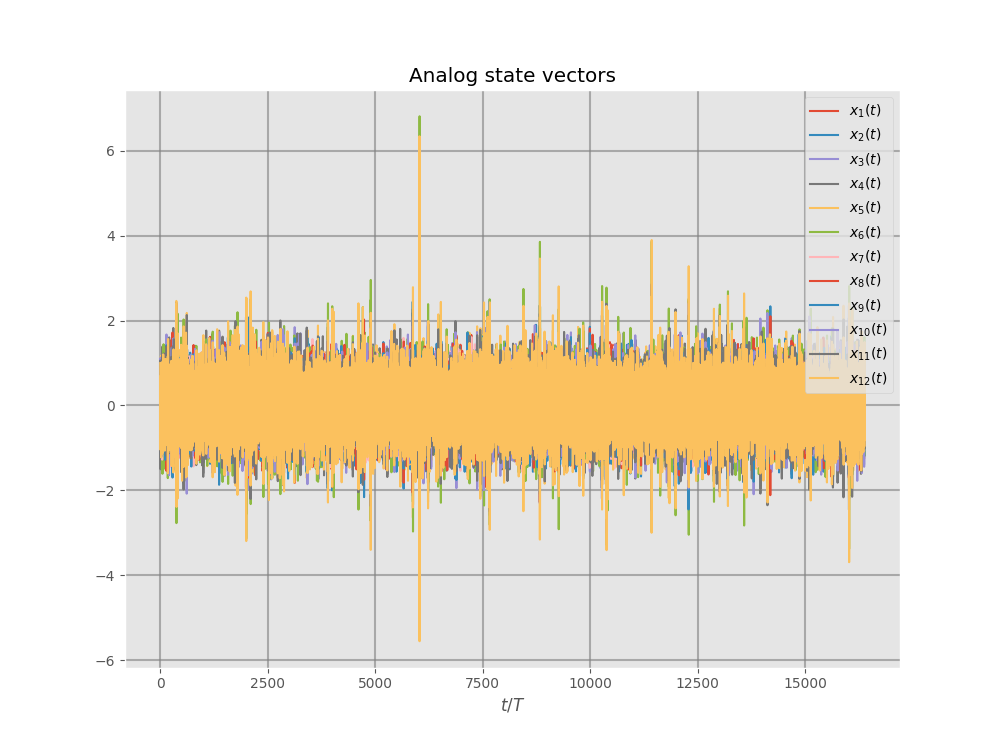 Analog state vectors
6
4
2
0
−2
−4
−6
0 2500 5000 7500 10000 12500 15000
t/T
x₁(t)
x₂(t)
x₃(t)
x₄(t)
x₅(t)
x₆(t)
x₇(t)
x₈(t)
x₉(t)
x₁₀(t)
x₁₁(t)
x₁₂(t)